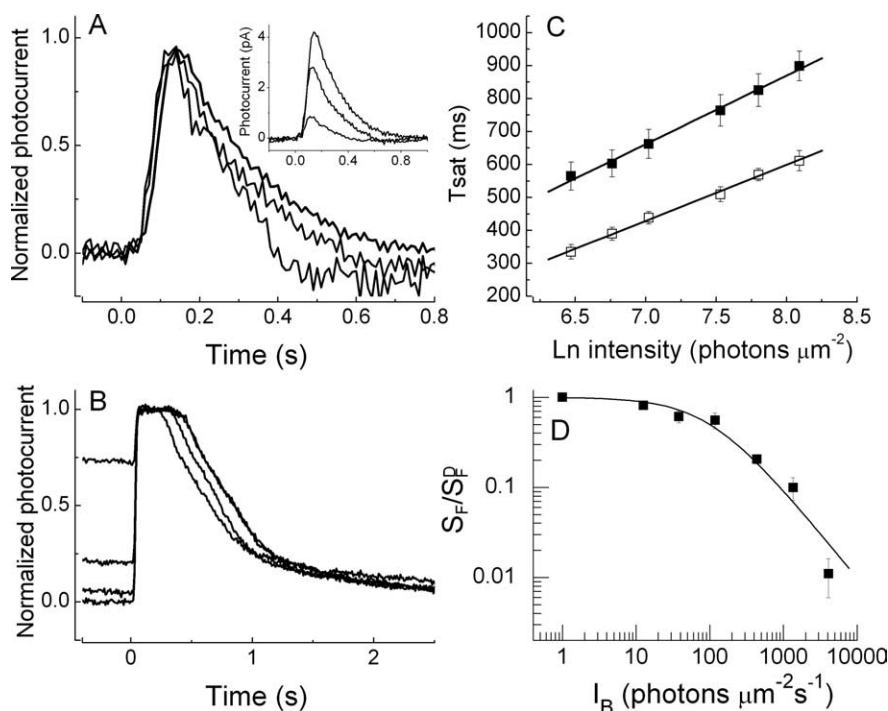 A
Normalized photocurrent
1.0
0.5
0.0
0.0 0.2 0.4 0.6 0.8
Time (s)
Photocurrent (pA)
4
2
0
0.0 0.4 0.8
C
Tsat (ms)
1000
900
800
700
600
500
400
300
200
6.5 7.0 7.5 8.0 8.5
Ln intensity (photons μm⁻²)
B
Normalized photocurrent
1.0
0.5
0.0
0 1 2
Time (s)
D
S_F/S_F^D
1
0.1
0.01
1 10 100 1000 10000
I_B (photons μm⁻²s⁻¹)